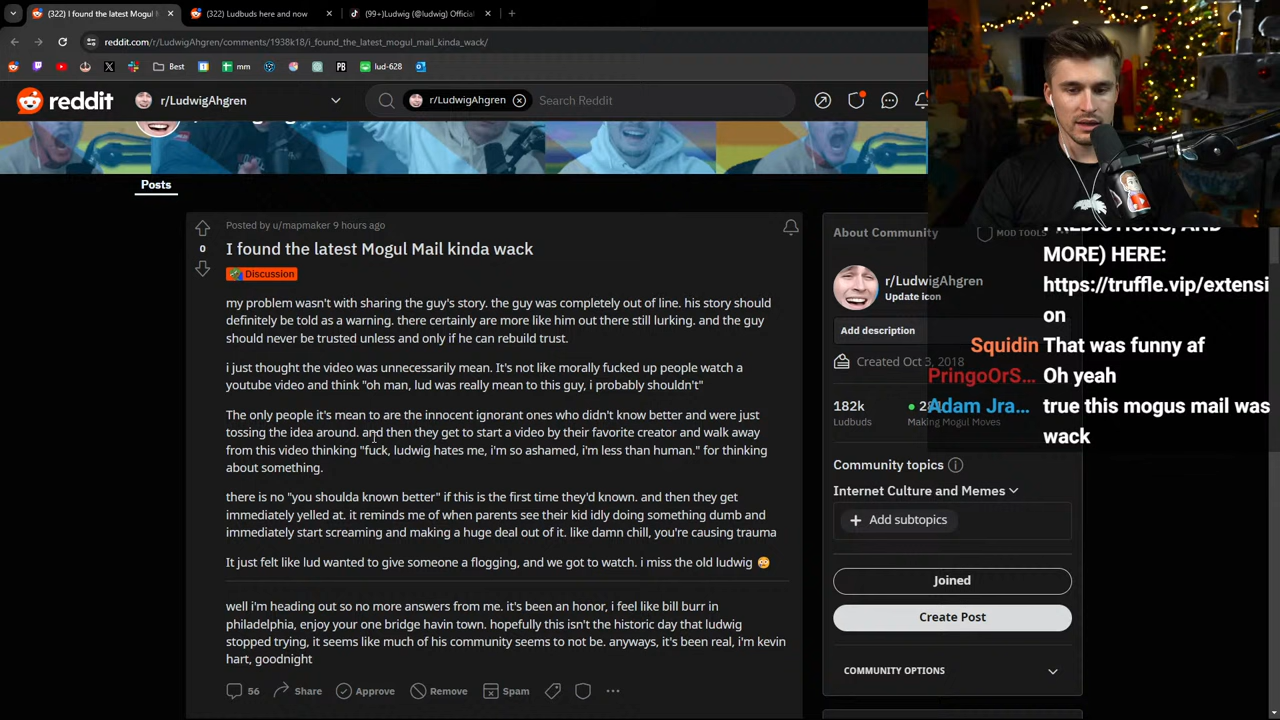 (322) I found the latest Mogul M
(322) Ludbuds here and now
(99+)Ludwig (@ludwig) Officia
reddit.com/r/LudwigAhgren/comments/1938k18/i_found_the_latest_mogul_mail_kinda_wack/
Best
mm
PB
lud-628
reddit
r/LudwigAhgren
r/LudwigAhgren
Search Reddit
Posts
Posted by u/mapmaker 9 hours ago
0
I found the latest Mogul Mail kinda wack
Discussion
my problem wasn't with sharing the guy's story. the guy was completely out of line. his story should
definitely be told as a warning. there certainly are more like him out there still lurking. and the guy
should never be trusted unless and only if he can rebuild trust.
i just thought the video was unnecessarily mean. It's not like morally fucked up people watch a
youtube video and think "oh man, lud was really mean to this guy, i probably shouldn't"
The only people it's mean to are the innocent ignorant ones who didn't know better and were just
tossing the idea around. and then they get to start a video by their favorite creator and walk away
from this video thinking "fuck, ludwig hates me, i'm so ashamed, i'm less than human." for thinking
about something.
there is no "you shoulda known better" if this is the first time they'd known. and then they get
immediately yelled at. it reminds me of when parents see their kid idly doing something dumb and
immediately start screaming and making a huge deal out of it. like damn chill, you're causing trauma
It just felt like lud wanted to give someone a flogging, and we got to watch. i miss the old ludwig 😳
well i'm heading out so no more answers from me. it's been an honor, i feel like bill burr in
philadelphia, enjoy your one bridge havin town. hopefully this isn't the historic day that ludwig
stopped trying, it seems like much of his community seems to not be. anyways, it's been real, i'm kevin
hart, goodnight
56
Share
Approve
Remove
Spam
About Community
MOD TOOLS
r/LudwigAhgren
Update icon
Add description
Created Oct 3, 2018
182k
Ludbuds
Making Mogul Moves
Community topics
Internet Culture and Memes
Add subtopics
Joined
Create Post
COMMUNITY OPTIONS
PREDICTIONS, AND
MORE) HERE:
https://truffle.vip/extensi
on
Squidin That was funny af
PringoOrS... Oh yeah
Adam Jra... true this mogus mail was
wack